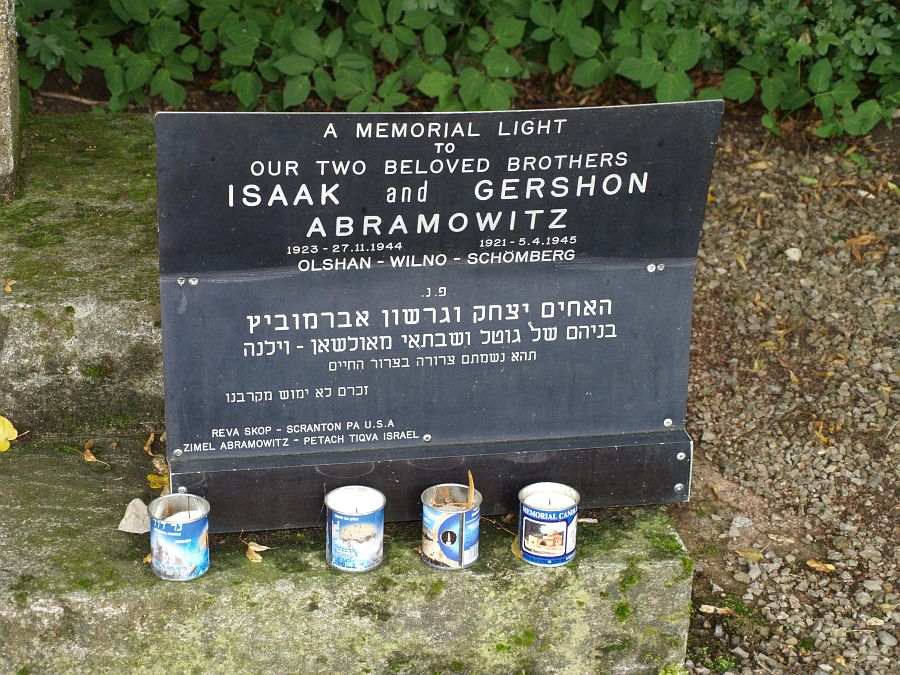 A MEMORIAL LIGHT
TO
OUR TWO BELOVED BROTHERS
ISAAK and GERSHON
ABRAMOWITZ
1923 - 27.11.1944 1921 - 5.4.1945
OLSHAN - WILNO - SCHÖMBERG
פ.נ.
האחים יצחק וגרשון אברמוביץ
בניהם של גוטל ושבתאי מאולשאן - וילנה
תהא נשמתם צרורה בצרור החיים
זכרם לא ימוש מקרבנו
REVA SKOP - SCRANTON PA U.S.A
ZIMEL ABRAMOWITZ - PETACH TIQVA ISRAEL
נר
MEMORIAL